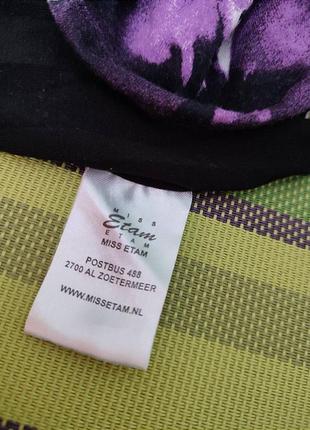 MISS
Etam
ETAM
MISS ETAM
POSTBUS 488
2700 AL ZOETERMEER
WWW.MISSETAM.NL